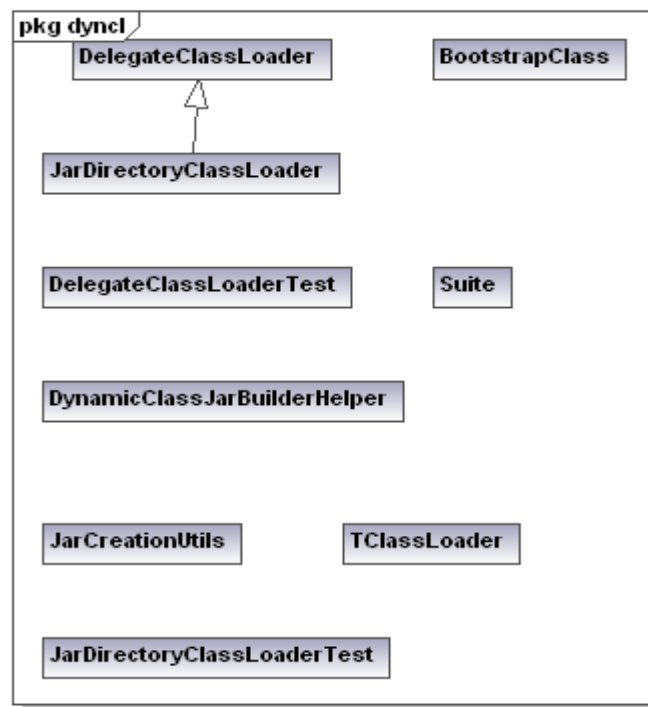 pkg dyncl
DelegateClassLoader
BootstrapClass
JarDirectoryClassLoader
DelegateClassLoaderTest
Suite
DynamicClassJarBuilderHelper
JarCreationUtils
TClassLoader
JarDirectoryClassLoaderTest